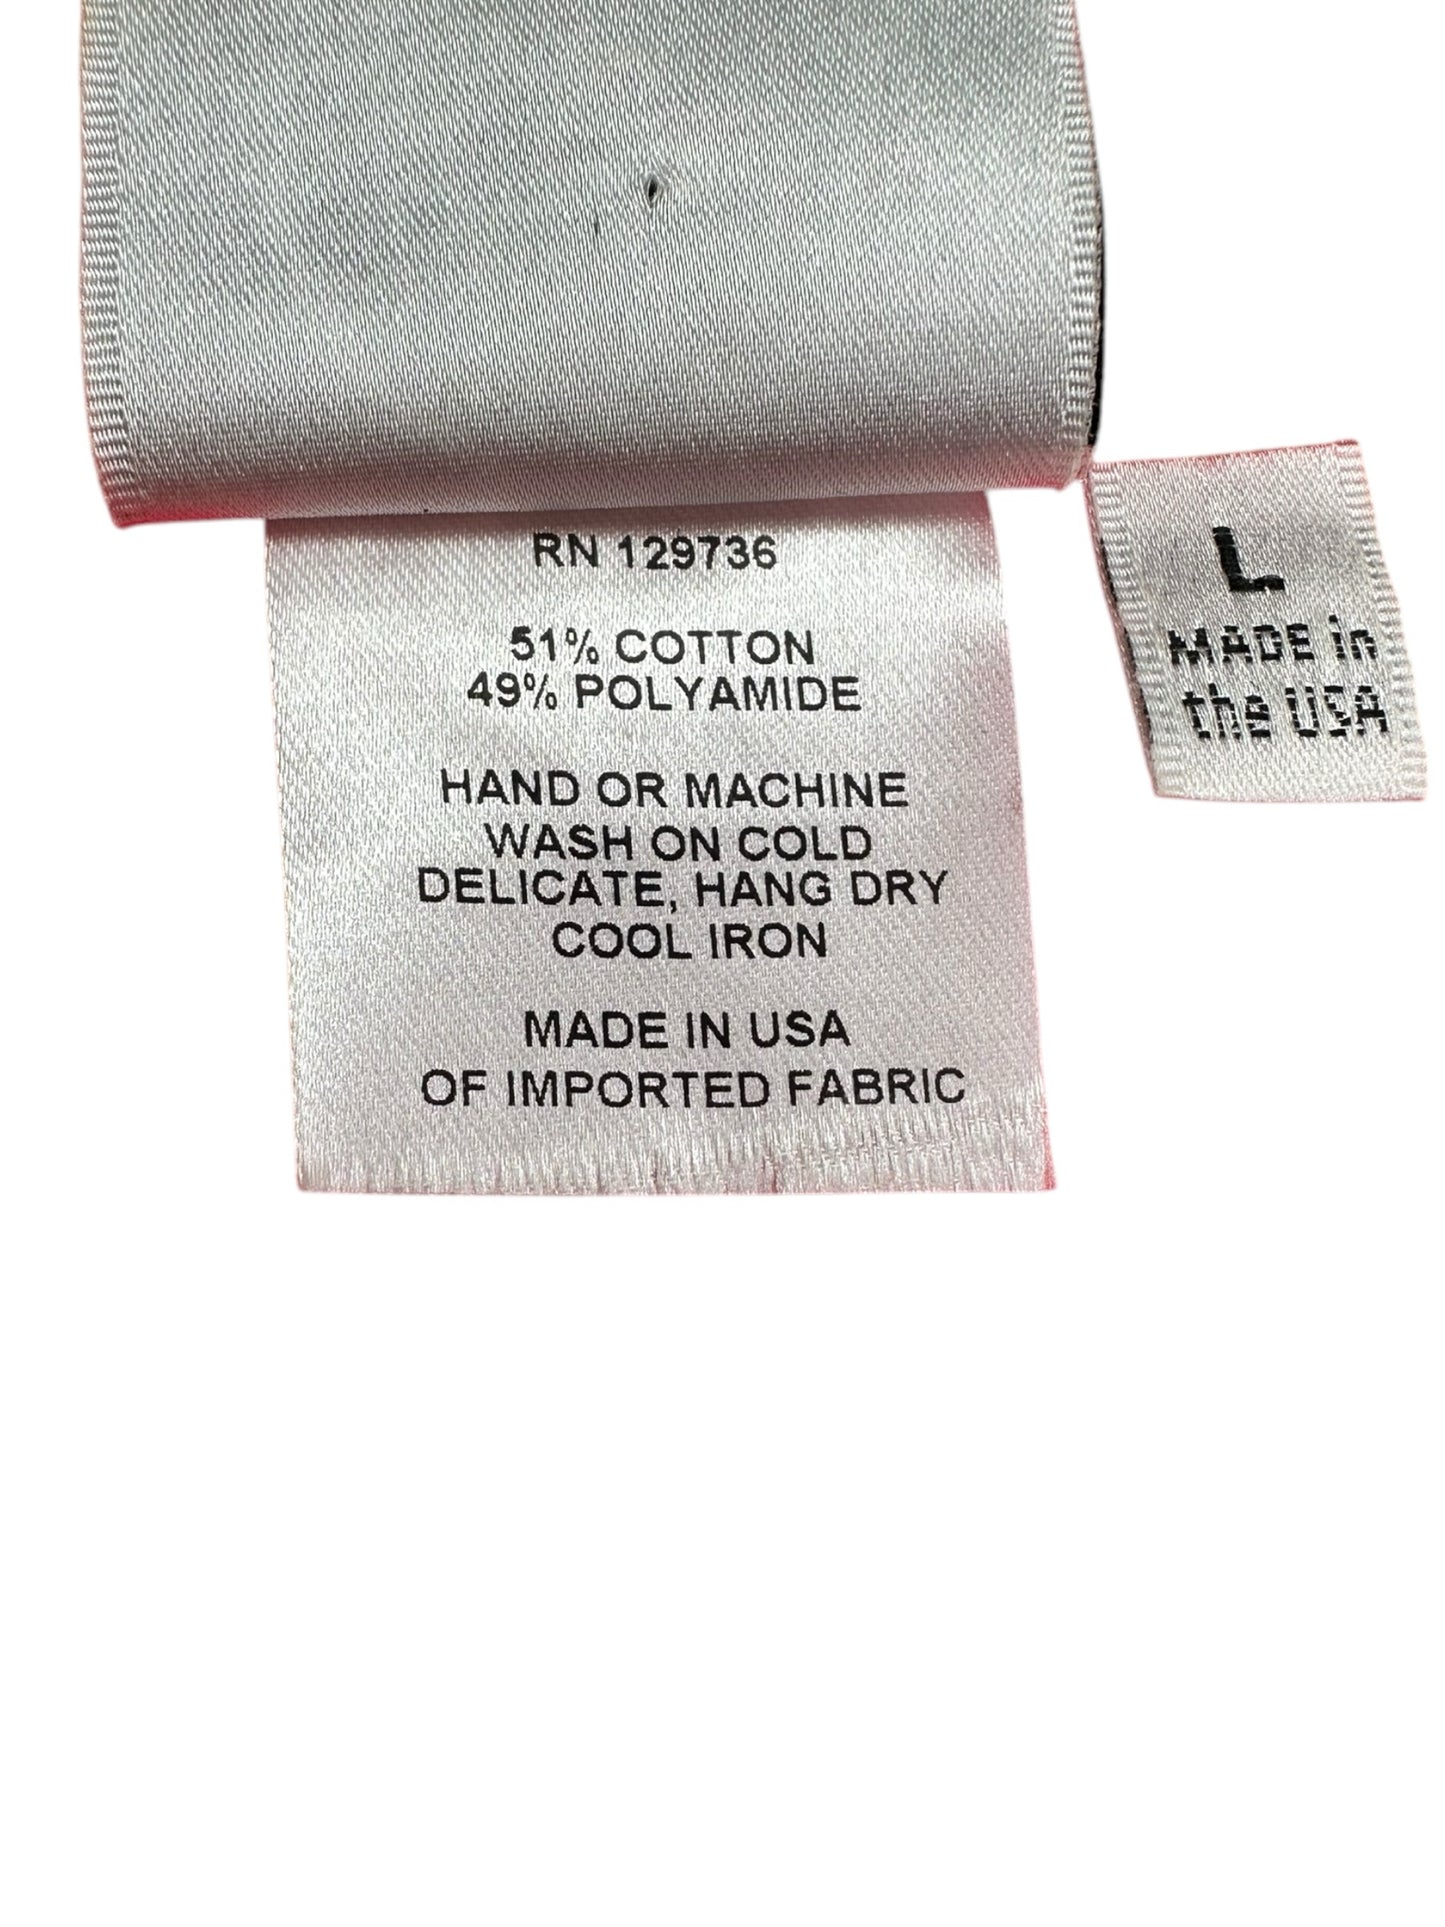 RN 129736
51% COTTON
49% POLYAMIDE
HAND OR MACHINE
WASH ON COLD
DELICATE, HANG DRY
COOL IRON
MADE IN USA
OF IMPORTED FABRIC
L
MADE in
the USA